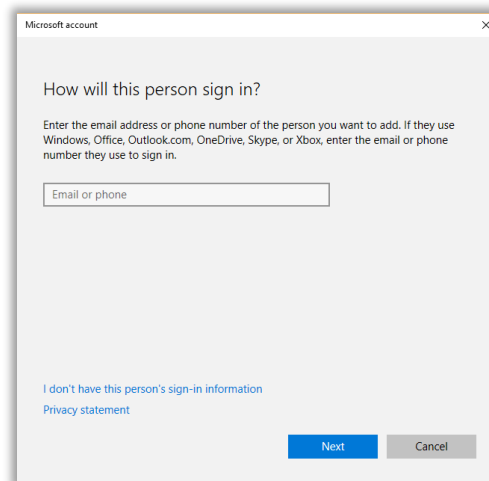 Microsoft account
How will this person sign in?
Enter the email address or phone number of the person you want to add. If they use
Windows, Office, Outlook.com, OneDrive, Skype, or Xbox, enter the email or phone
number they use to sign in.
Email or phone
I don't have this person's sign-in information
Privacy statement
Next Cancel